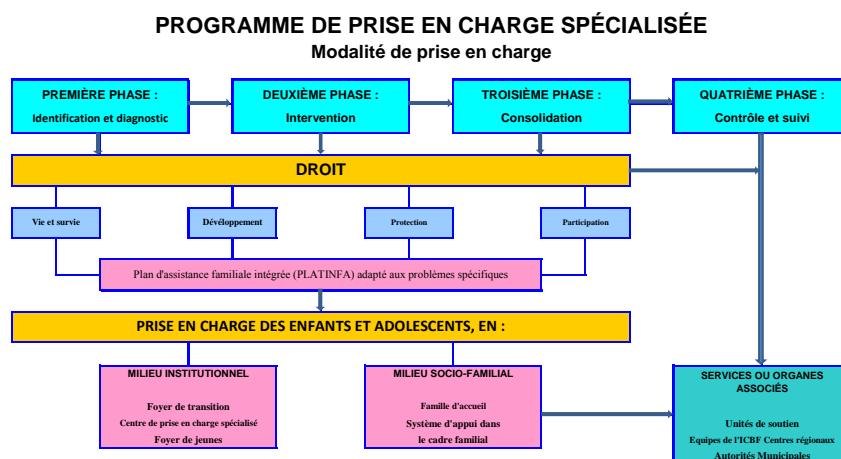 PROGRAMME DE PRISE EN CHARGE SPÉCIALISÉE
Modalité de prise en charge
PREMIÈRE PHASE :
Identification et diagnostic
DEUXIÈME PHASE :
Intervention
TROISIÈME PHASE :
Consolidation
QUATRIÈME PHASE :
Contrôle et suivi
DROIT
Vie et survie
Dévéloppement
Protection
Participation
Plan d'assistance familiale intégrée (PLATINFA) adapté aux problèmes spécifiques
PRISE EN CHARGE DES ENFANTS ET ADOLESCENTS, EN :
MILIEU INSTITUTIONNEL
Foyer de transition
Centre de prise en charge spécialisé
Foyer de jeunes
MILIEU SOCIO-FAMILIAL
Famille d'accueil
Système d'appui dans
le cadre familial
SERVICES OU ORGANES
ASSOCIÉS
Unités de soutien
Equipes de l'ICBF Centres régionaux
Autorités Municipales